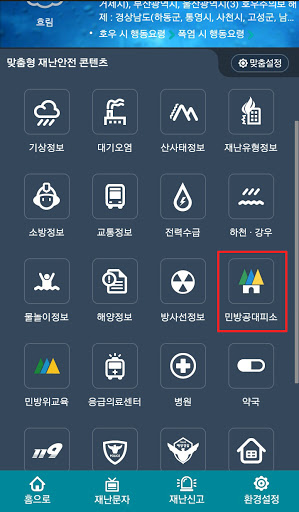 거제시), 부산광역시, 울산광역시(3) 호우주의보 해
흐림
제: 경상남도(하동군, 통영시, 사천시, 고성군, 남...
• 호우 시 행동요령 • 폭염 시 행동요령
맞춤형 재난안전 콘텐츠
맞춤설정
기상정보 대기오염 산사태정보 재난유형정보
소방정보 교통정보 전력수급 하천 · 강우
물놀이정보 해양정보 방사선정보 민방공대피소
민방위교육 응급의료센터 병원 약국
119 POLICE
홈으로 재난문자 재난신고 환경설정